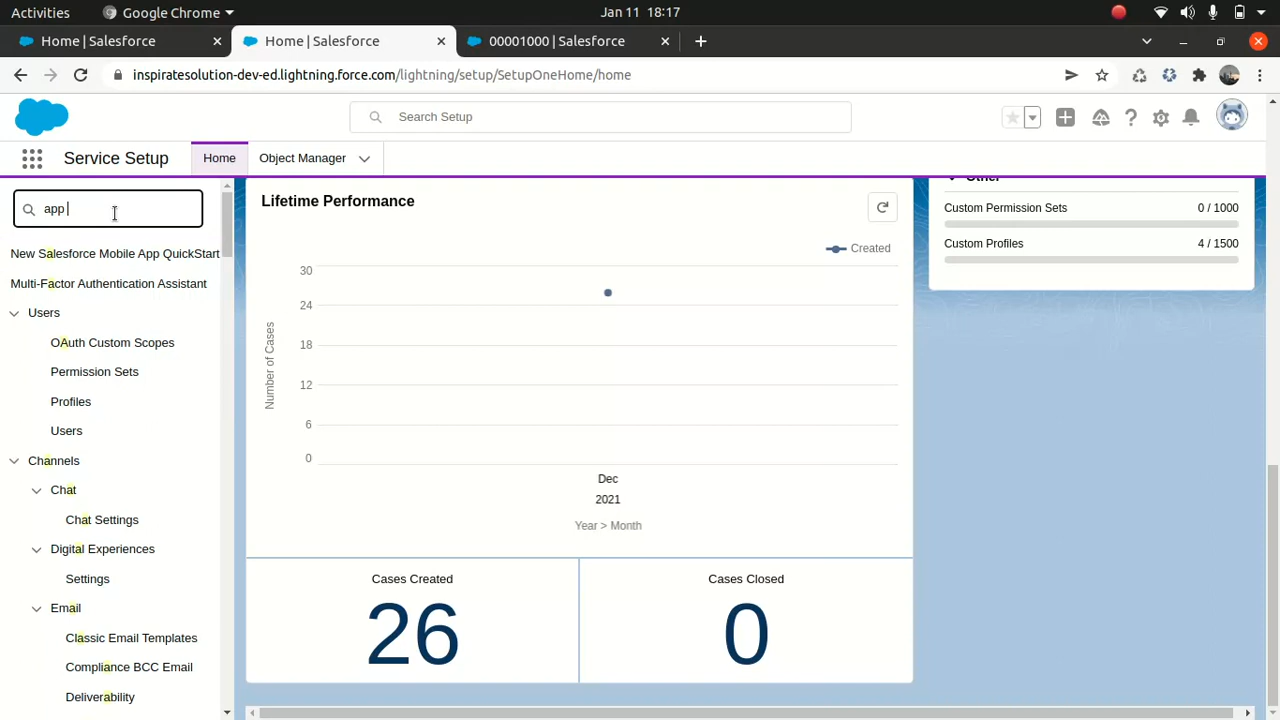 Activities
Google Chrome
Jan 11 18:17
Home | Salesforce
Home | Salesforce
00001000 | Salesforce
inspiratesolution-dev-ed.lightning.force.com/lightning/setup/SetupOneHome/home
Search Setup
Service Setup
Home
Object Manager
app
New Salesforce Mobile App QuickStart
Multi-Factor Authentication Assistant
Users
OAuth Custom Scopes
Permission Sets
Profiles
Users
Channels
Chat
Chat Settings
Digital Experiences
Settings
Email
Classic Email Templates
Compliance BCC Email
Deliverability
Lifetime Performance
Created
30
24
18
12
6
0
Number of Cases
Dec
2021
Year > Month
Cases Created
26
Cases Closed
0
Other
Custom Permission Sets 0 / 1000
Custom Profiles 4 / 1500